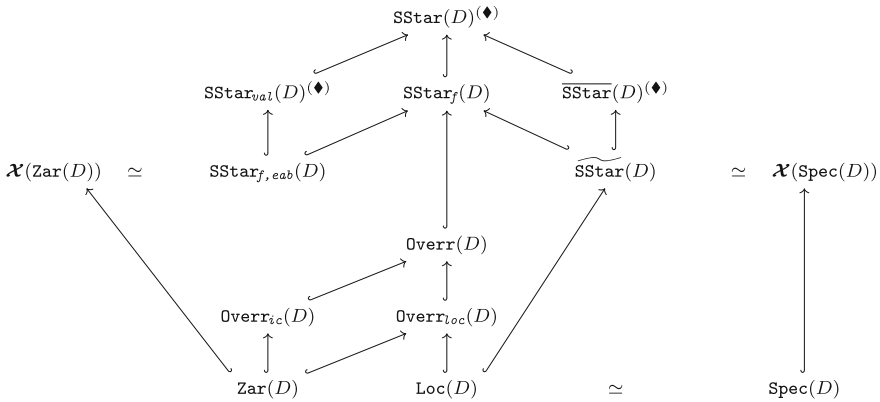 SStar(D)^(♦)
SStar_val(D)^(♦) SStar_f(D) \overline{SStar}(D)^(♦)
𝓧(Zar(D)) ≃ SStar_f,eab(D) \widetilde{SStar}(D) ≃ 𝓧(Spec(D))
Overr(D)
Overr_ic(D) Overr_loc(D)
Zar(D) Loc(D) ≃ Spec(D)